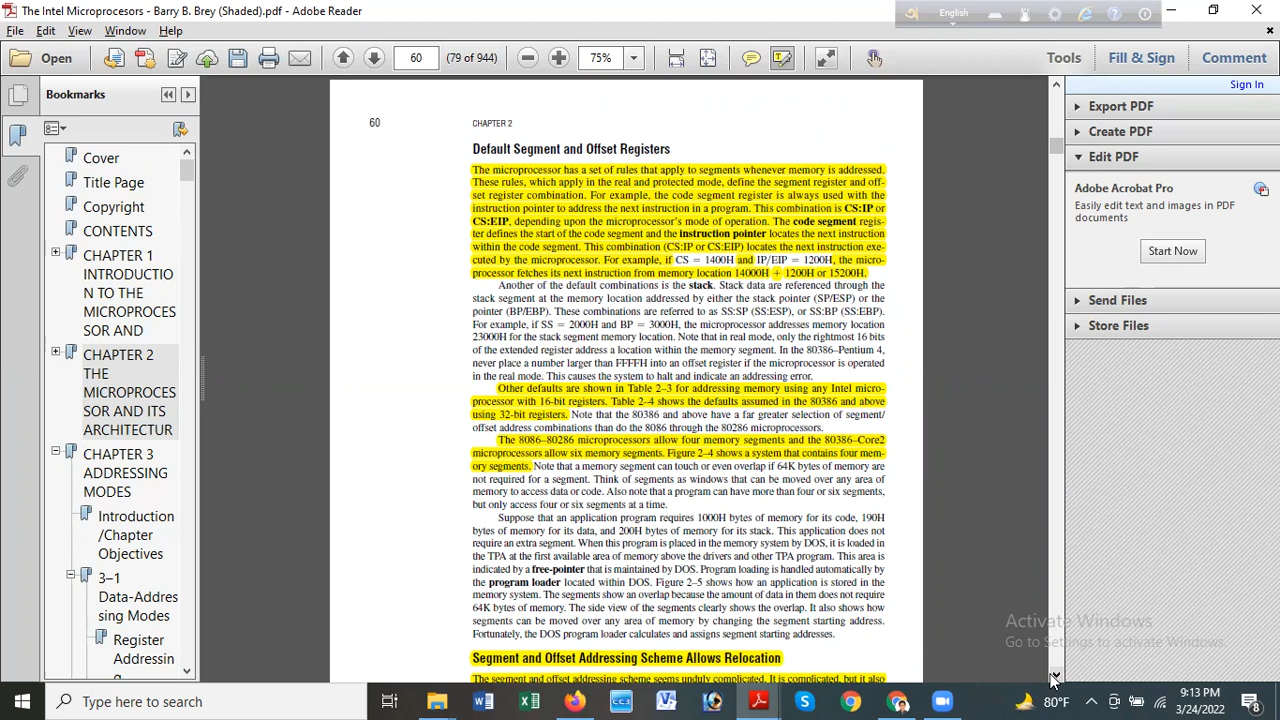 The Intel Microprocesors - Barry B. Brey (Shaded).pdf - Adobe Reader
English
File Edit View Window Help
Open 60 (79 of 944) 75% Tools Fill & Sign Comment
Sign In
Bookmarks
Cover
Title Page
Copyright
CONTENTS
CHAPTER 1
INTRODUCTIO
N TO THE
MICROPROCES
SOR AND
CHAPTER 2
THE
MICROPROCES
SOR AND ITS
ARCHITECTUR
CHAPTER 3
ADDRESSING
MODES
Introduction
/Chapter
Objectives
3–1
Data-Address
ing Modes
Register
Addressin
g
60 CHAPTER 2
Default Segment and Offset Registers
The microprocessor has a set of rules that apply to segments whenever memory is addressed.
These rules, which apply in the real and protected mode, define the segment register and off-
set register combination. For example, the code segment register is always used with the
instruction pointer to address the next instruction in a program. This combination is CS:IP or
CS:EIP, depending upon the microprocessor's mode of operation. The code segment regis-
ter defines the start of the code segment and the instruction pointer locates the next instruction
within the code segment. This combination (CS:IP or CS:EIP) locates the next instruction exe-
cuted by the microprocessor. For example, if CS = 1400H and IP/EIP = 1200H, the micro-
processor fetches its next instruction from memory location 14000H + 1200H or 15200H.
Another of the default combinations is the stack. Stack data are referenced through the
stack segment at the memory location addressed by either the stack pointer (SP/ESP) or the
pointer (BP/EBP). These combinations are referred to as SS:SP (SS:ESP), or SS:BP (SS:EBP).
For example, if SS = 2000H and BP = 3000H, the microprocessor addresses memory location
23000H for the stack segment memory location. Note that in real mode, only the rightmost 16 bits
of the extended register address a location within the memory segment. In the 80386–Pentium 4,
never place a number larger than FFFFH into an offset register if the microprocessor is operated
in the real mode. This causes the system to halt and indicate an addressing error.
Other defaults are shown in Table 2–3 for addressing memory using any Intel micro-
processor with 16-bit registers. Table 2–4 shows the defaults assumed in the 80386 and above
using 32-bit registers. Note that the 80386 and above have a far greater selection of segment/
offset address combinations than do the 8086 through the 80286 microprocessors.
The 8086–80286 microprocessors allow four memory segments and the 80386–Core2
microprocessors allow six memory segments. Figure 2–4 shows a system that contains four mem-
ory segments. Note that a memory segment can touch or even overlap if 64K bytes of memory are
not required for a segment. Think of segments as windows that can be moved over any area of
memory to access data or code. Also note that a program can have more than four or six segments,
but only access four or six segments at a time.
Suppose that an application program requires 1000H bytes of memory for its code, 190H
bytes of memory for its data, and 200H bytes of memory for its stack. This application does not
require an extra segment. When this program is placed in the memory system by DOS, it is loaded
in the TPA at the first available area of memory above the drivers and other TPA program. This area is
indicated by a free-pointer that is maintained by DOS. Program loading is handled automatically by
the program loader located within DOS. Figure 2–5 shows how an application is stored in the
memory system. The segments show an overlap because the amount of data in them does not require
64K bytes of memory. The side view of the segments clearly shows the overlap. It also shows how
segments can be moved over any area of memory by changing the segment starting address.
Fortunately, the DOS program loader calculates and assigns segment starting addresses.
Segment and Offset Addressing Scheme Allows Relocation
The segment and offset addressing scheme seems unduly complicated. It is complicated, but it also
Export PDF
Create PDF
Edit PDF
Adobe Acrobat Pro
Easily edit text and images in PDF
documents
Start Now
Send Files
Store Files
Activate Windows
Go to Settings to activate Windows.
Type here to search
80°F
9:13 PM
3/24/2022
8